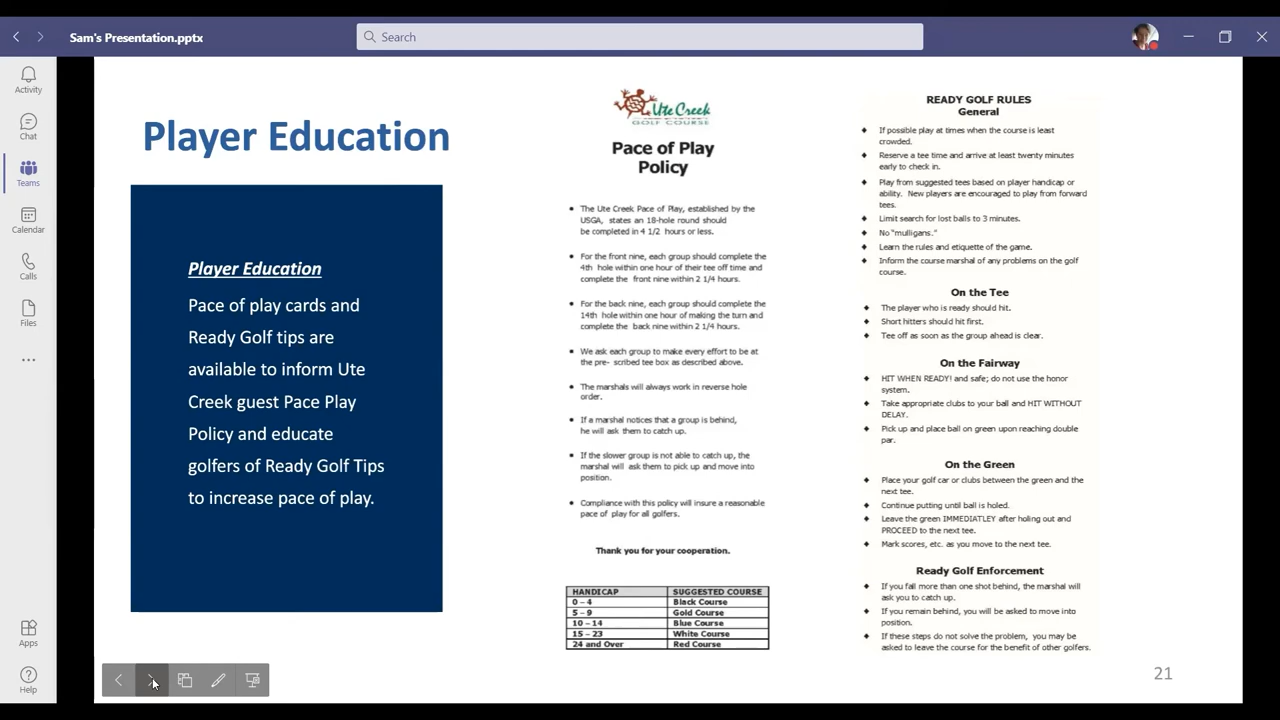 Sam's Presentation.pptx
Search
Activity
Chat
Teams
Calendar
Calls
Files
Apps
Help
Player Education
Player Education
Pace of play cards and
Ready Golf tips are
available to inform Ute
Creek guest Pace Play
Policy and educate
golfers of Ready Golf Tips
to increase pace of play.
Ute Creek
GOLF COURSE
Pace of Play
Policy
• The Ute Creek Pace of Play, established by the
USGA, states an 18-hole round should
be completed in 4 1/2 hours or less.
• For the front nine, each group should complete the
4th hole within one hour of their tee off time and
complete the front nine within 2 1/4 hours.
• For the back nine, each group should complete the
14th hole within one hour of making the turn and
complete the back nine within 2 1/4 hours.
• We ask each group to make every effort to be at
the pre- scribed tee box as described above.
• The marshals will always work in reverse hole
order.
• If a marshal notices that a group is behind,
he will ask them to catch up.
• If the slower group is not able to catch up, the
marshal will ask them to pick up and move into
position.
• Compliance with this policy will insure a reasonable
pace of play for all golfers.
Thank you for your cooperation.
HANDICAP SUGGESTED COURSE
0 – 4 Black Course
5 – 9 Gold Course
10 – 14 Blue Course
15 – 23 White Course
24 and Over Red Course
READY GOLF RULES
General
♦ If possible play at times when the course is least
crowded.
♦ Reserve a tee time and arrive at least twenty minutes
early to check in.
♦ Play from suggested tees based on player handicap or
ability. New players are encouraged to play from forward
tees.
♦ Limit search for lost balls to 3 minutes.
♦ No "mulligans."
♦ Learn the rules and etiquette of the game.
♦ Inform the course marshal of any problems on the golf
course.
On the Tee
♦ The player who is ready should hit.
♦ Short hitters should hit first.
♦ Tee off as soon as the group ahead is clear.
On the Fairway
♦ HIT WHEN READY! and safe; do not use the honor
system.
♦ Take appropriate clubs to your ball and HIT WITHOUT
DELAY.
♦ Pick up and place ball on green upon reaching double
par.
On the Green
♦ Place your golf car or clubs between the green and the
next tee.
♦ Continue putting until ball is holed.
♦ Leave the green IMMEDIATLEY after holing out and
PROCEED to the next tee.
♦ Mark scores, etc. as you move to the next tee.
Ready Golf Enforcement
♦ If you fall more than one shot behind, the marshal will
ask you to catch up.
♦ If you remain behind, you will be asked to move into
position.
♦ If these steps do not solve the problem, you may be
asked to leave the course for the benefit of other golfers.
21